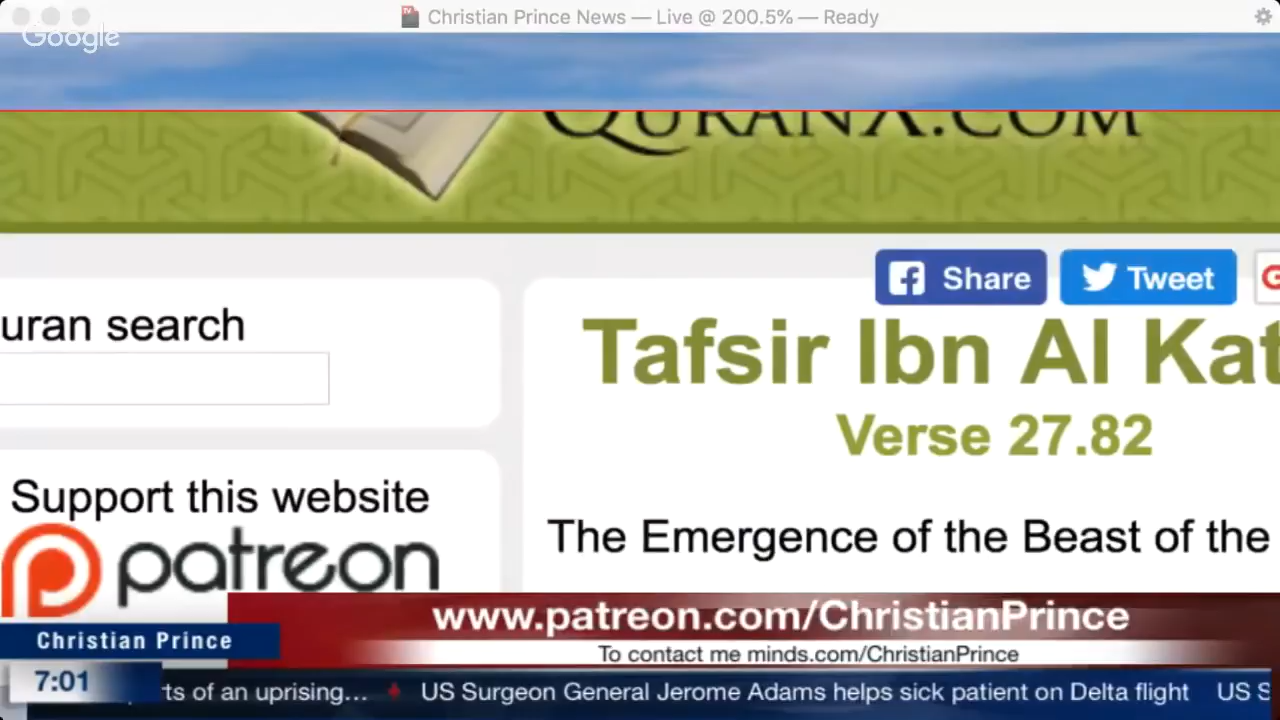 Christian Prince News — Live @ 200.5% — Ready
Google
QURANX.COM
Share
Tweet
uran search
Tafsir Ibn Al Kat
Verse 27.82
Support this website
patreon
The Emergence of the Beast of the
www.patreon.com/ChristianPrince
Christian Prince
To contact me minds.com/ChristianPrince
7:01
rts of an uprising... US Surgeon General Jerome Adams helps sick patient on Delta flight US S